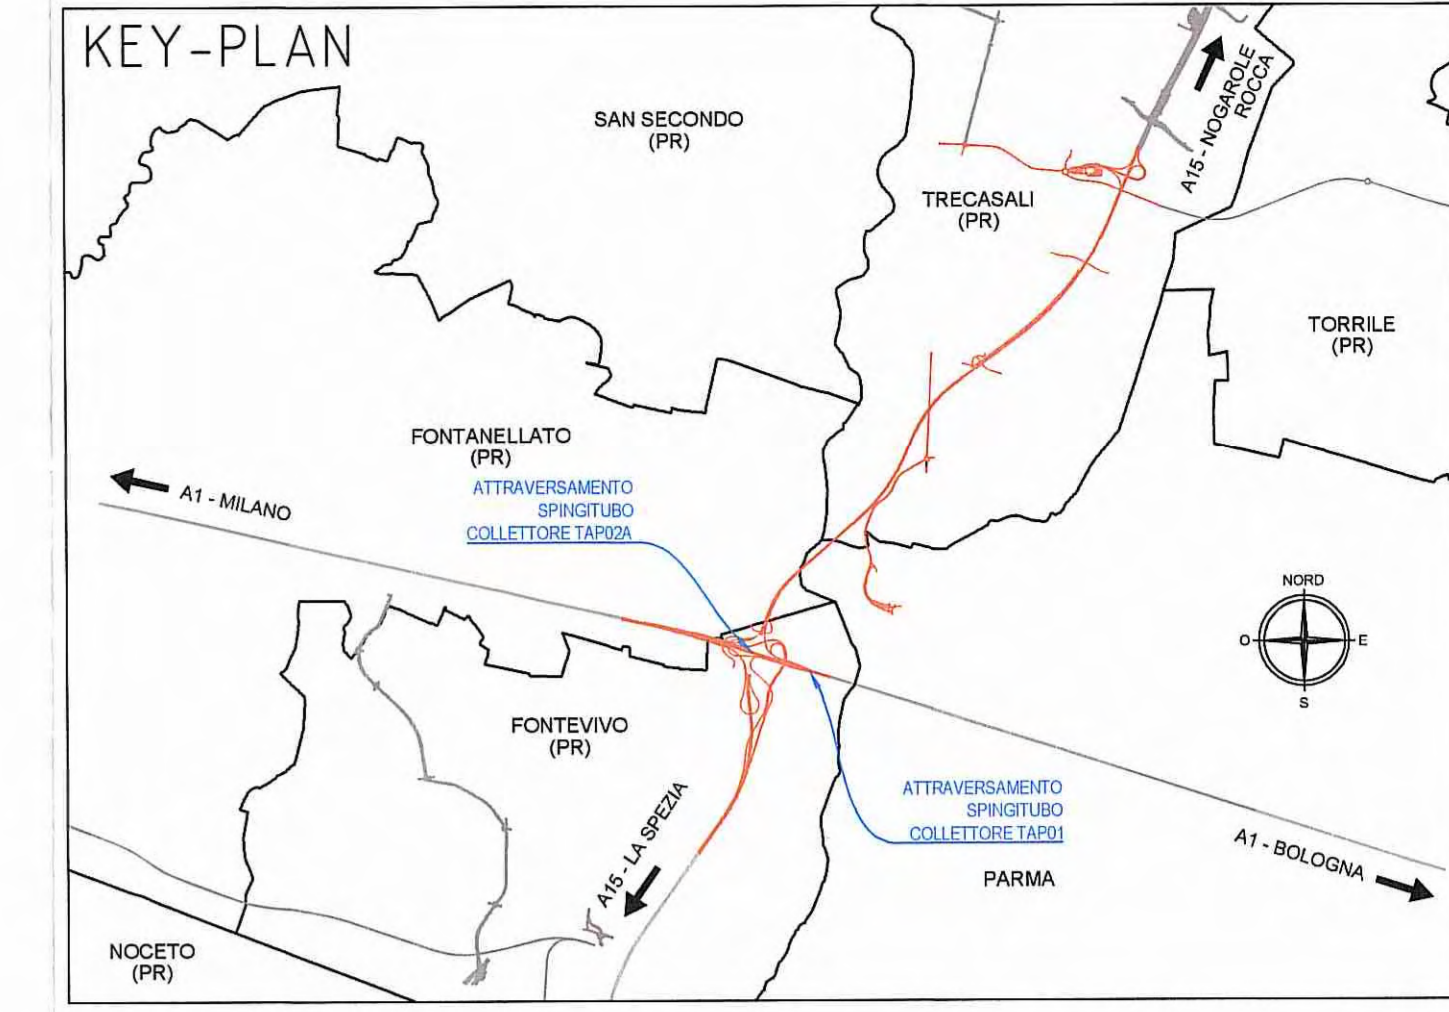 KEY-PLAN
SAN SECONDO
(PR)
A15 - NOGAROLE
ROCCA
TRECASALI
(PR)
TORRILE
(PR)
FONTANELLATO
(PR)
A1 - MILANO
ATTRAVERSAMENTO
SPINGITUBO
COLLETTORE TAP02A
NORD
O
E
S
FONTEVIVO
(PR)
A15 - LA SPEZIA
ATTRAVERSAMENTO
SPINGITUBO
COLLETTORE TAP01
A1 - BOLOGNA
PARMA
NOCETO
(PR)